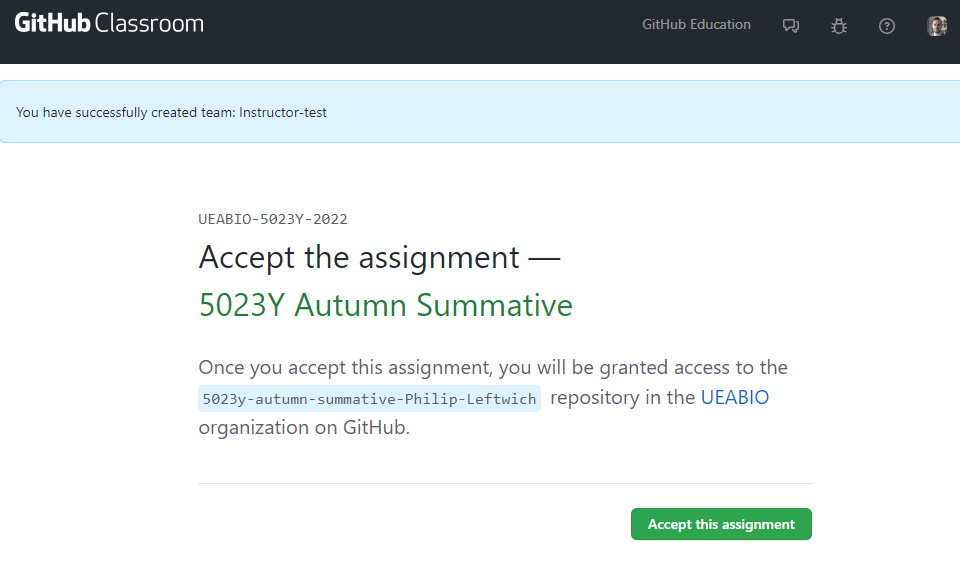 GitHub Classroom
GitHub Education
You have successfully created team: Instructor-test
UEABIO-5023Y-2022
Accept the assignment —
5023Y Autumn Summative
Once you accept this assignment, you will be granted access to the
5023y-autumn-summative-Philip-Leftwich repository in the UEABIO
organization on GitHub.
Accept this assignment